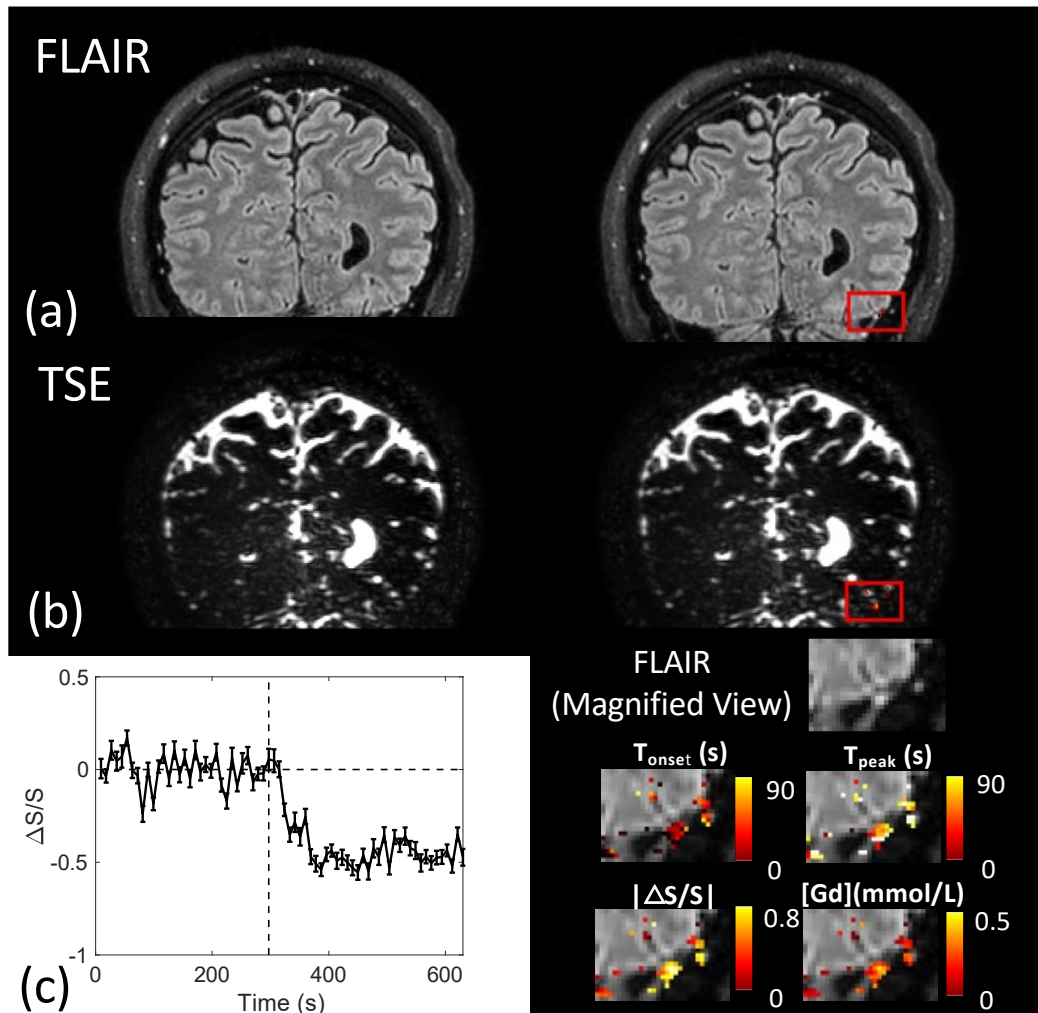 FLAIR
(a)
TSE
(b)
FLAIR
(Magnified View)
T_onset (s)
T_peak (s)
90
0
90
0
|ΔS/S|
[Gd](mmol/L)
0.8
0
0.5
0
0.5
0
-0.5
-1
ΔS/S
0 200 400 600
Time (s)
(c)